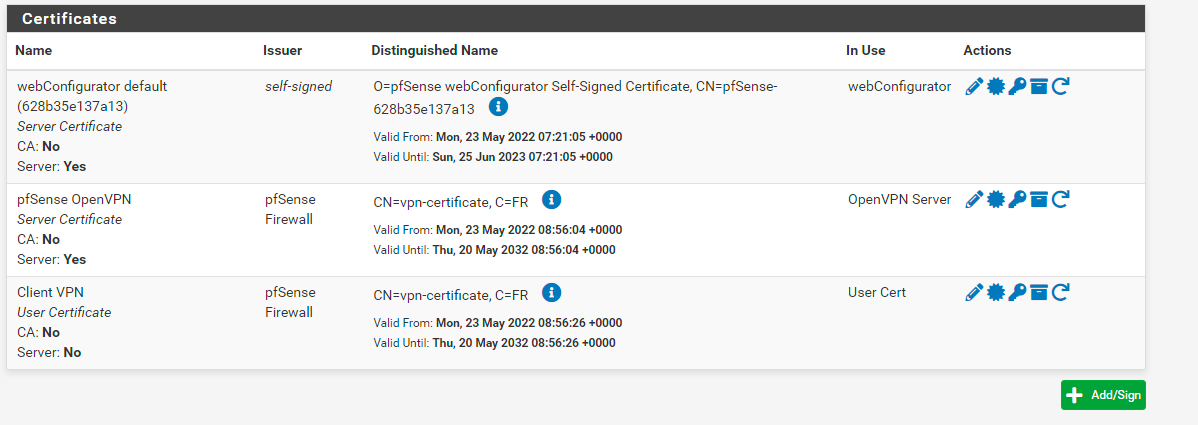 Certificates
Name Issuer Distinguished Name In Use Actions
webConfigurator default
(628b35e137a13)
Server Certificate
CA: No
Server: Yes
self-signed
O=pfSense webConfigurator Self-Signed Certificate, CN=pfSense-
628b35e137a13
Valid From: Mon, 23 May 2022 07:21:05 +0000
Valid Until: Sun, 25 Jun 2023 07:21:05 +0000
webConfigurator
pfSense OpenVPN
Server Certificate
CA: No
Server: Yes
pfSense
Firewall
CN=vpn-certificate, C=FR
Valid From: Mon, 23 May 2022 08:56:04 +0000
Valid Until: Thu, 20 May 2032 08:56:04 +0000
OpenVPN Server
Client VPN
User Certificate
CA: No
Server: No
pfSense
Firewall
CN=vpn-certificate, C=FR
Valid From: Mon, 23 May 2022 08:56:26 +0000
Valid Until: Thu, 20 May 2032 08:56:26 +0000
User Cert
Add/Sign